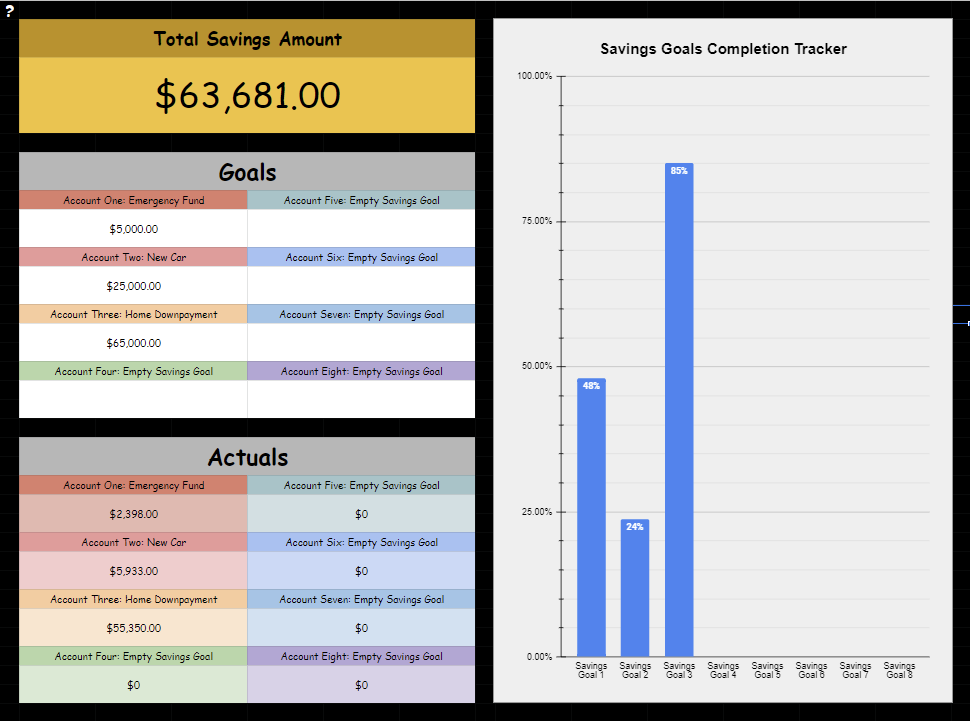 ?
Total Savings Amount
$63,681.00
Goals
Account One: Emergency Fund
Account Five: Empty Savings Goal
$5,000.00
Account Two: New Car
Account Six: Empty Savings Goal
$25,000.00
Account Three: Home Downpayment
Account Seven: Empty Savings Goal
$65,000.00
Account Four: Empty Savings Goal
Account Eight: Empty Savings Goal
Actuals
Account One: Emergency Fund
Account Five: Empty Savings Goal
$2,398.00
$0
Account Two: New Car
Account Six: Empty Savings Goal
$5,933.00
$0
Account Three: Home Downpayment
Account Seven: Empty Savings Goal
$55,350.00
$0
Account Four: Empty Savings Goal
Account Eight: Empty Savings Goal
$0
$0
Savings Goals Completion Tracker
100.00%
75.00%
50.00%
25.00%
0.00%
48%
24%
85%
Savings
Goal 1
Savings
Goal 2
Savings
Goal 3
Savings
Goal 4
Savings
Goal 5
Savings
Goal 6
Savings
Goal 7
Savings
Goal 8